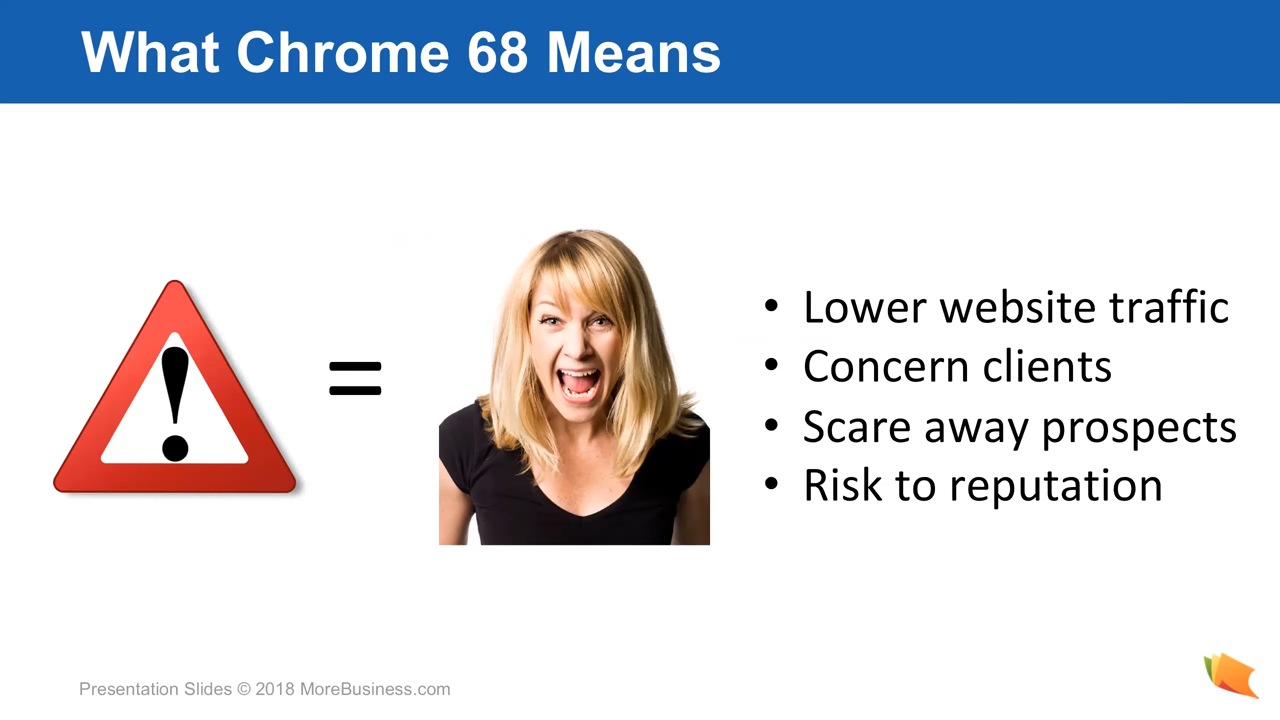 What Chrome 68 Means
=
• Lower website traffic
• Concern clients
• Scare away prospects
• Risk to reputation
Presentation Slides © 2018 MoreBusiness.com